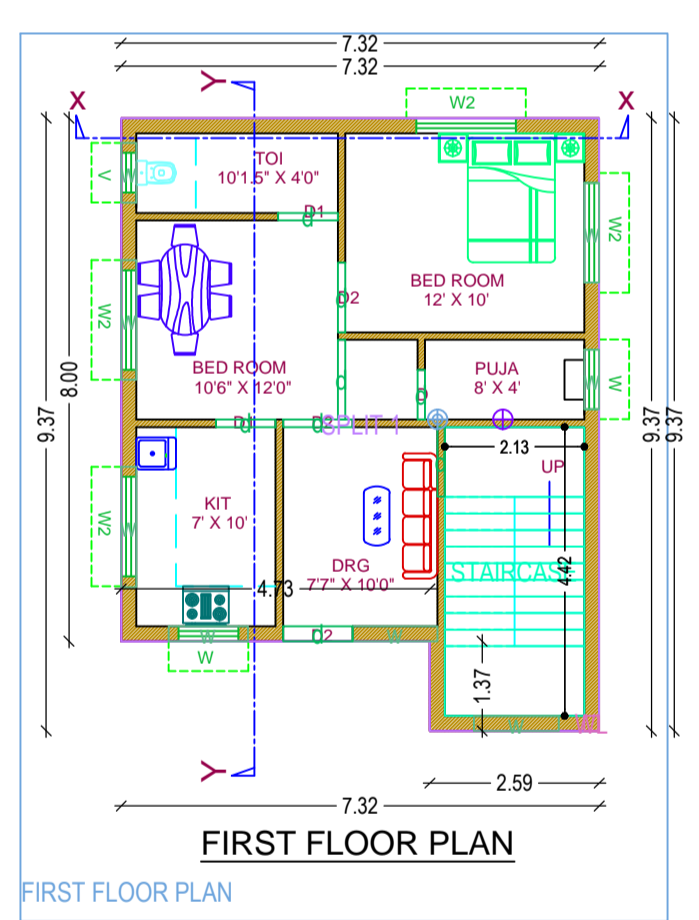 7.32
7.32
Y
X
X
W2
V
TOI
10'1.5" X 4'0"
D1
W2
BED ROOM
12' X 10'
D2
W2
BED ROOM
10'6" X 12'0"
PUJA
8' X 4'
W
D
8.00
9.37
9.37
9.37
SPLIT 1
2.13
UP
KIT
7' X 10'
W2
DRG
7'7" X 10'0"
STAIRCASE
4.42
4.73
D2
W
W
W
1.37
W
Y
2.59
7.32
FIRST FLOOR PLAN
FIRST FLOOR PLAN